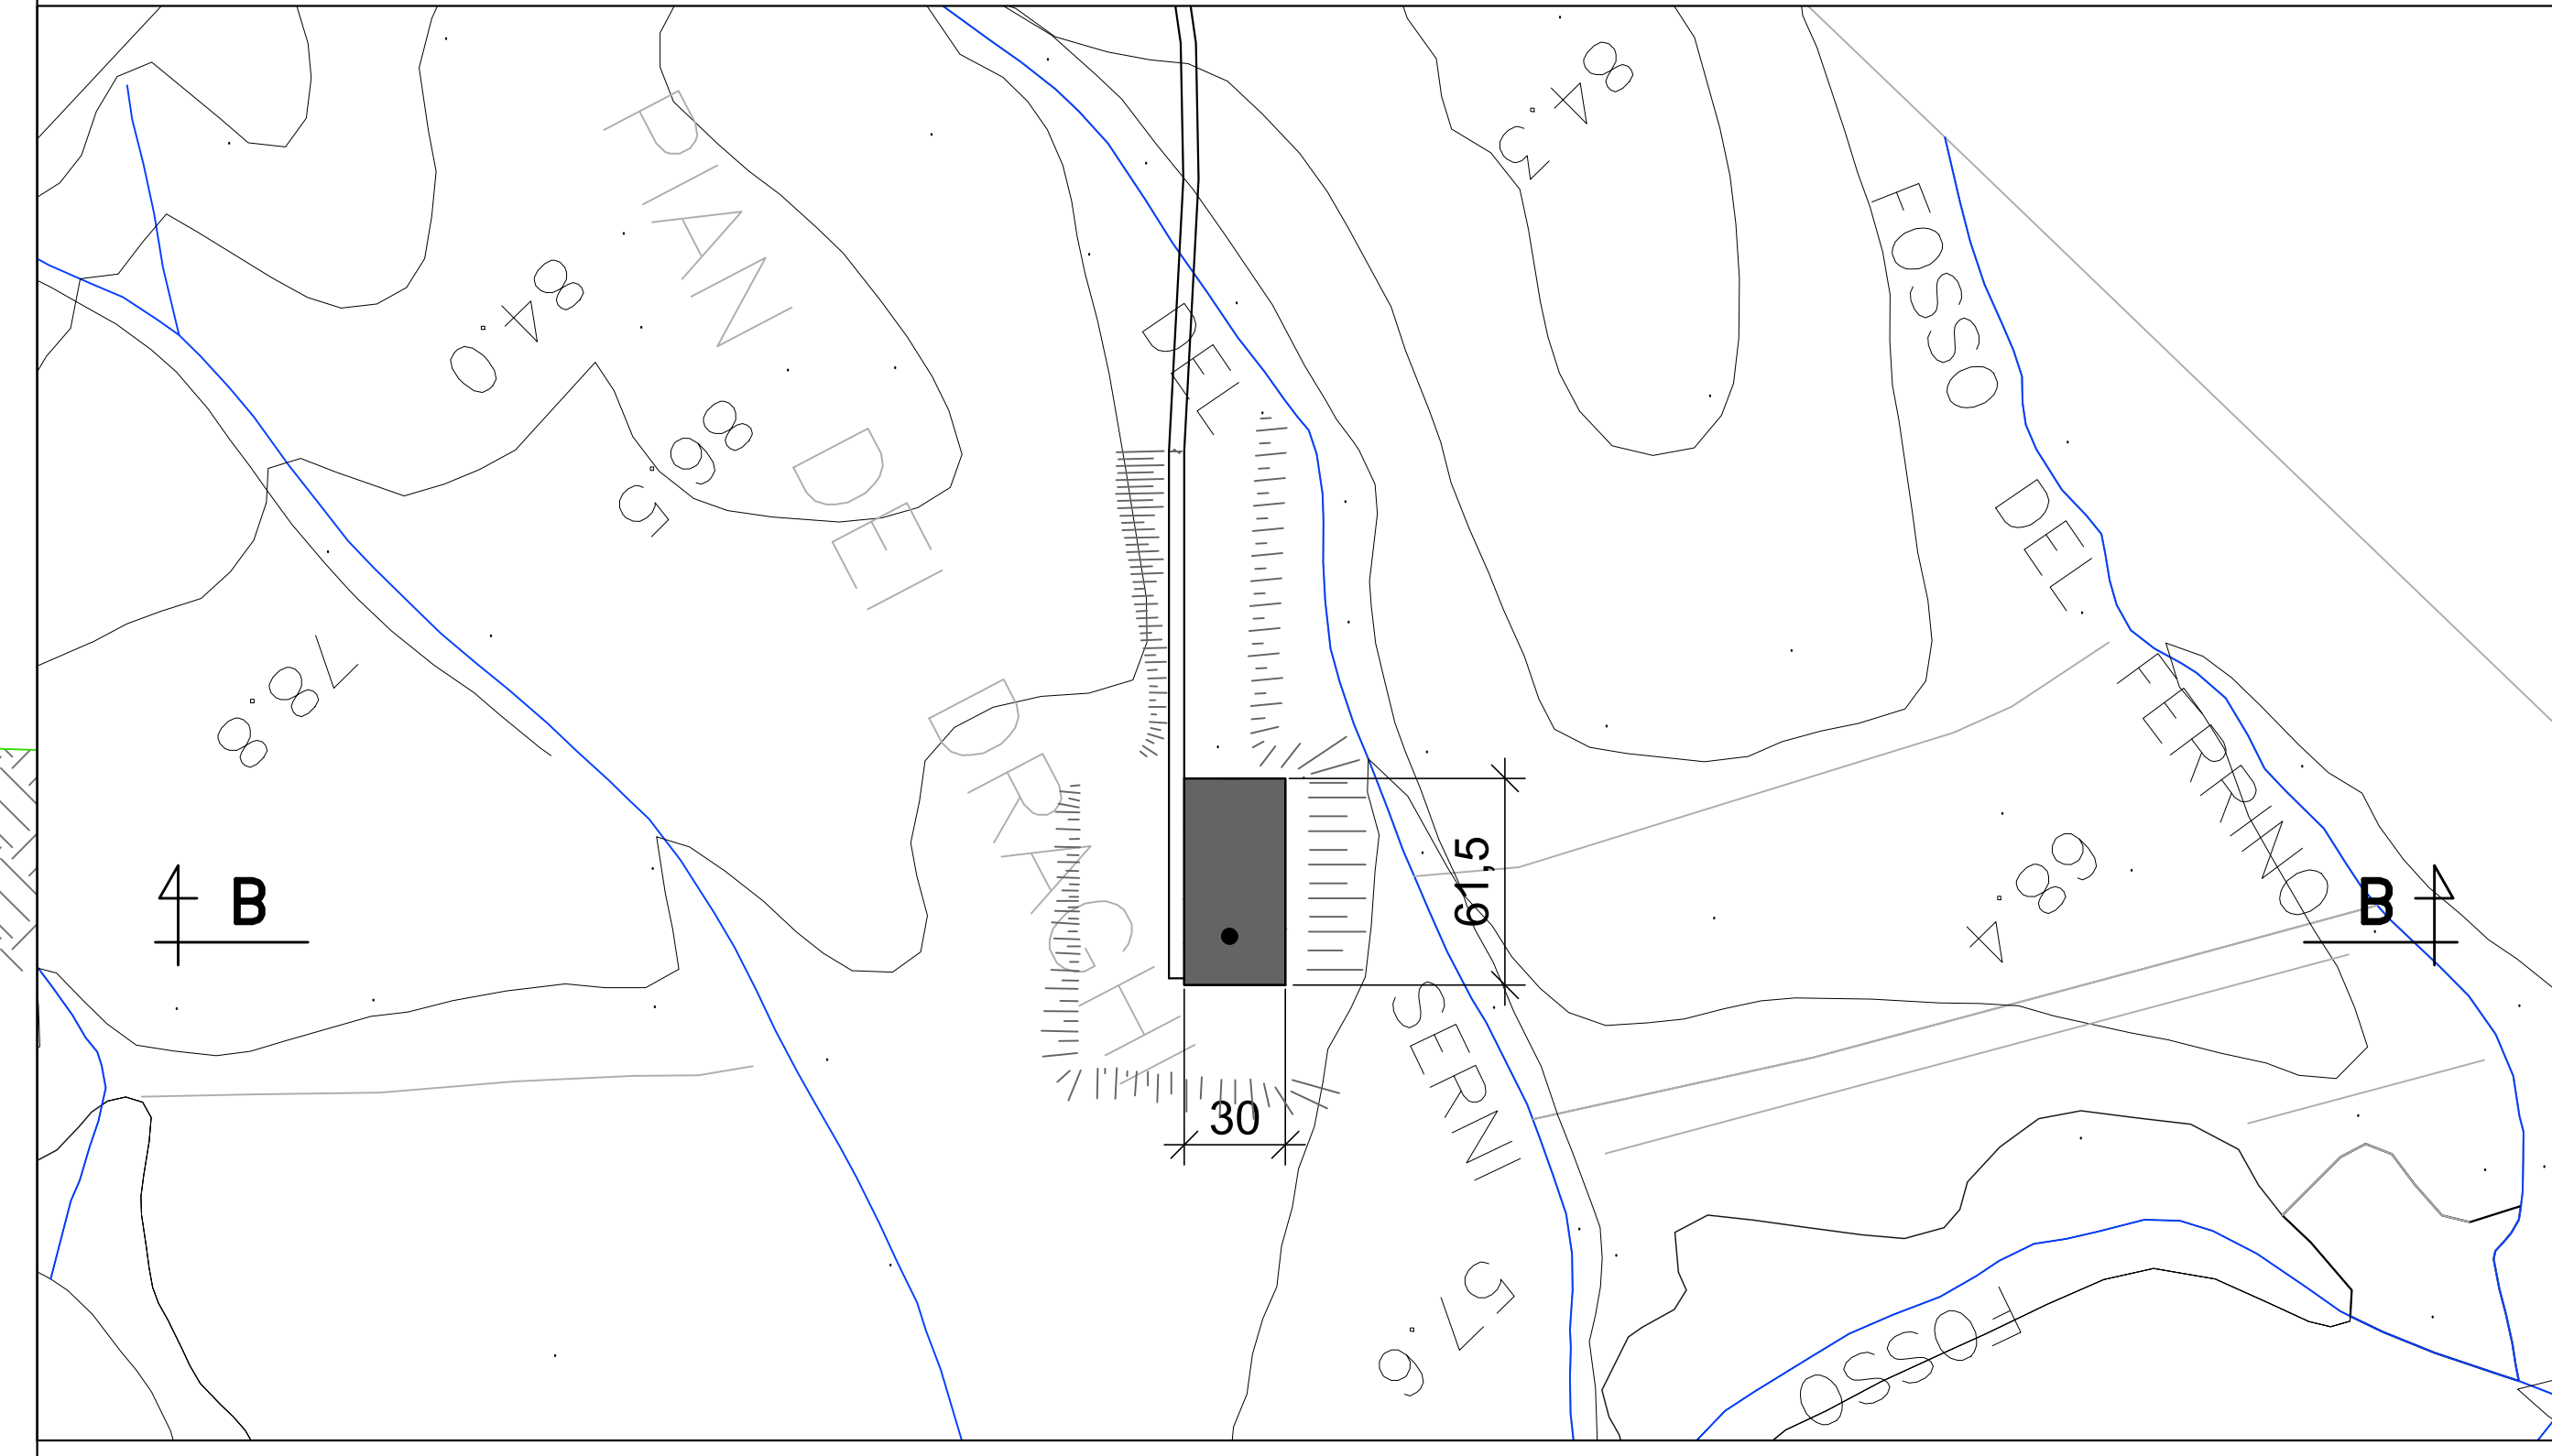 PIAN DEI DRAGHI
84.3
84.0
86.5
78.8
DEL SERNI
FOSSO DEL FERRINO
68.4
B
B
61,5
30
57.6
FOSSO